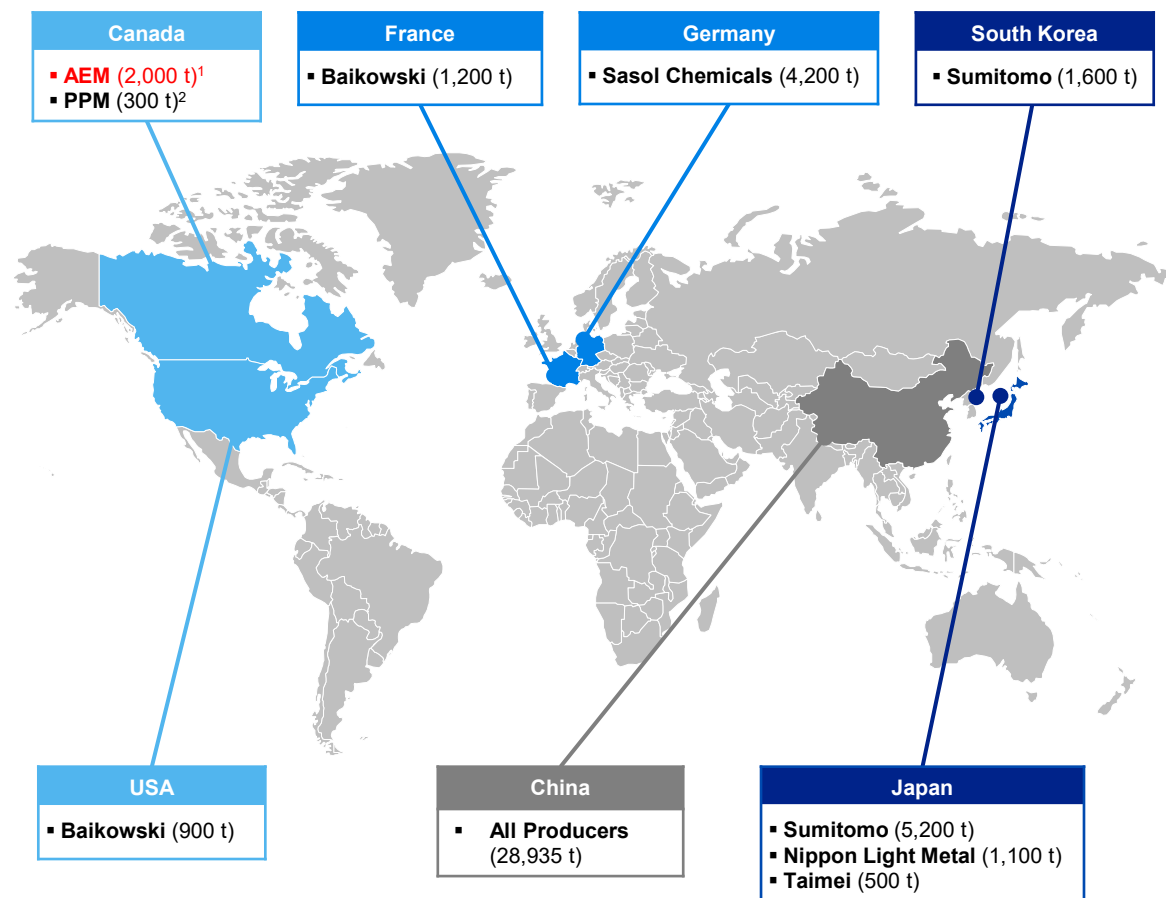 Canada
▪ AEM (2,000 t)¹
▪ PPM (300 t)²
France
▪ Baikowski (1,200 t)
Germany
▪ Sasol Chemicals (4,200 t)
South Korea
▪ Sumitomo (1,600 t)
USA
▪ Baikowski (900 t)
China
▪ All Producers
(28,935 t)
Japan
▪ Sumitomo (5,200 t)
▪ Nippon Light Metal (1,100 t)
▪ Taimei (500 t)